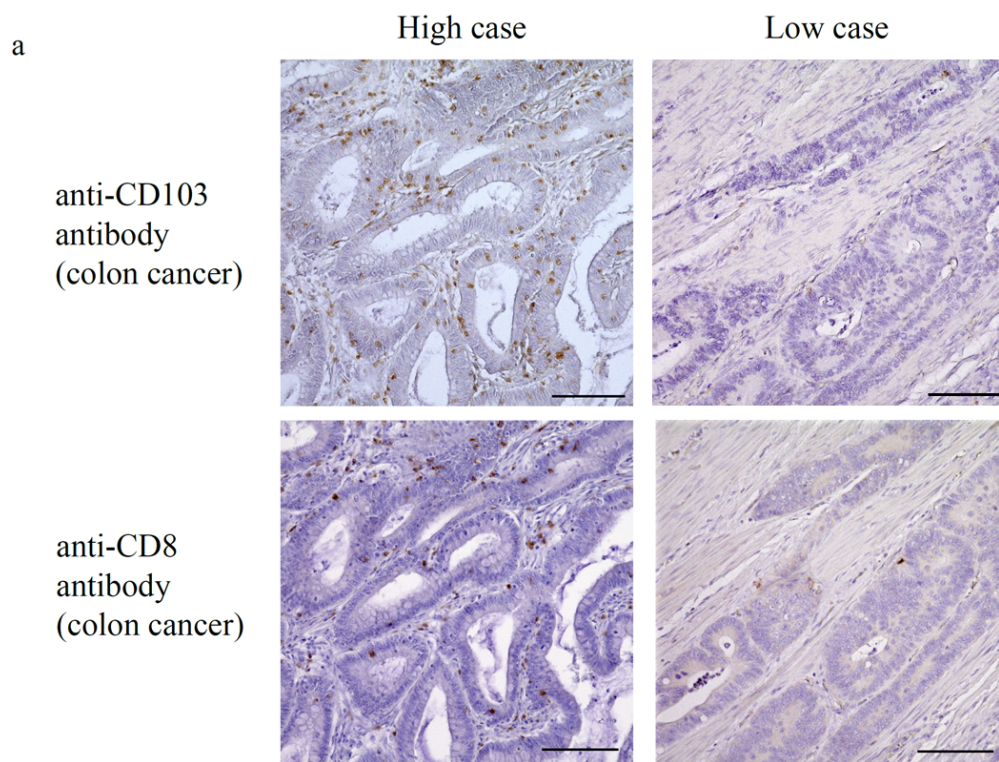 a
High case
Low case
anti-CD103
antibody
(colon cancer)
anti-CD8
antibody
(colon cancer)